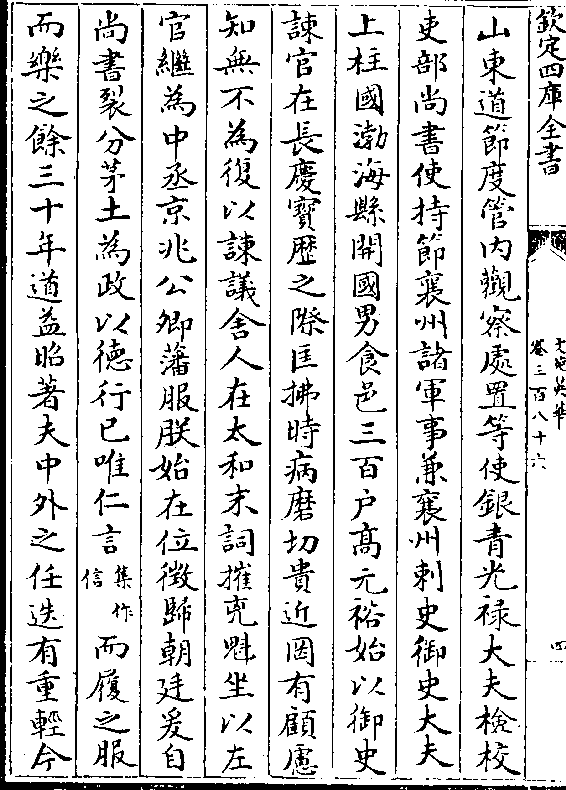 欽定四庫全書
文苑英華
卷三百八十六
四
山東道節度管内觀察處置等使銀青光禄大夫檢校
吏部尚書使持節襄州諸軍事兼襄州刺史御史大夫
上柱國渤海縣開國男食邑三百户髙元裕始以御史
諫官在長慶寳歴之際匡拂時病磨切貴近罔有顧慮
知無不為復以諫議舍人在太和末詞摧兇魁坐以左
官繼為中丞京兆公卿藩服朕始在位徴歸朝廷爰自
尚書裂分茅土為政以徳行已唯仁言集作信而履之服
而樂之餘三十年道益昭著夫中外之任迭有重輕今